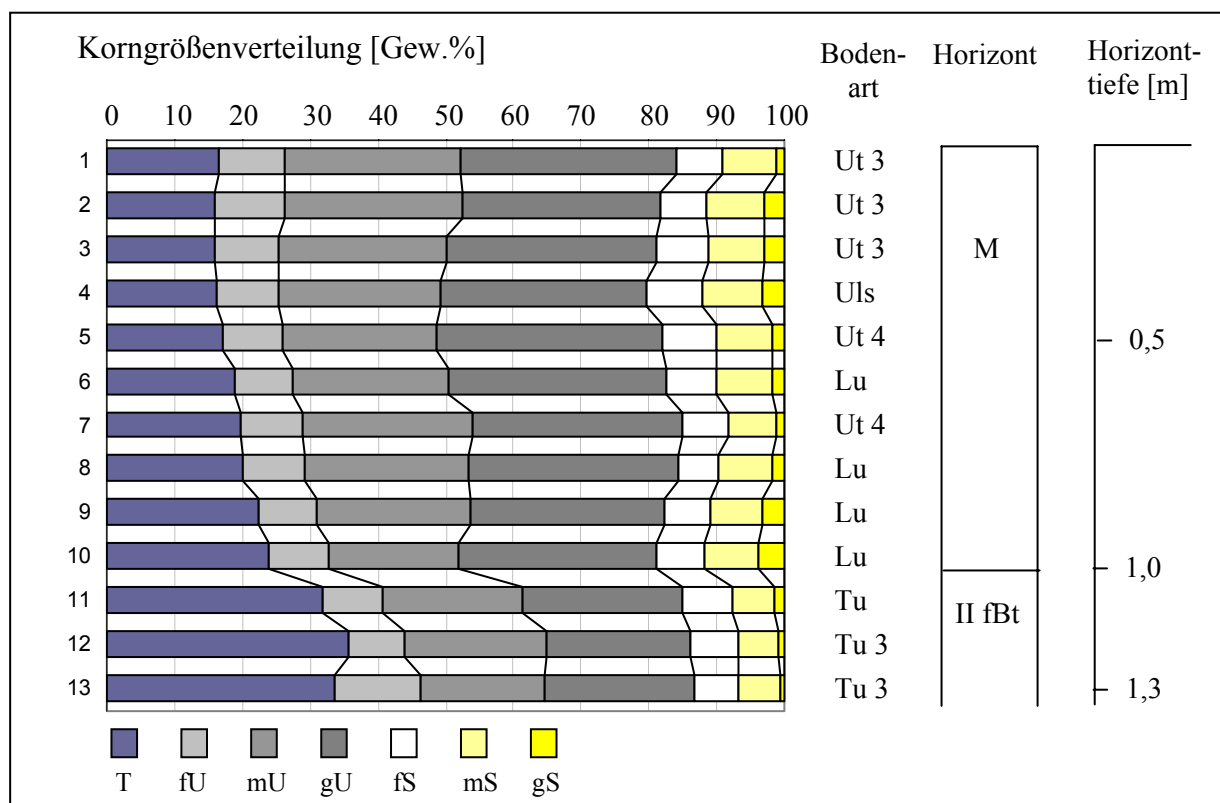 Korngrößenverteilung [Gew.%]
Boden-
art
Horizont
Horizont-
tiefe [m]
0 10 20 30 40 50 60 70 80 90 100
1 Ut 3
2 Ut 3
3 Ut 3
M
4 Uls
5 Ut 4
0,5
6 Lu
7 Ut 4
8 Lu
9 Lu
10 Lu
1,0
11 Tu
II fBt
12 Tu 3
13 Tu 3
1,3
T fU mU gU fS mS gS